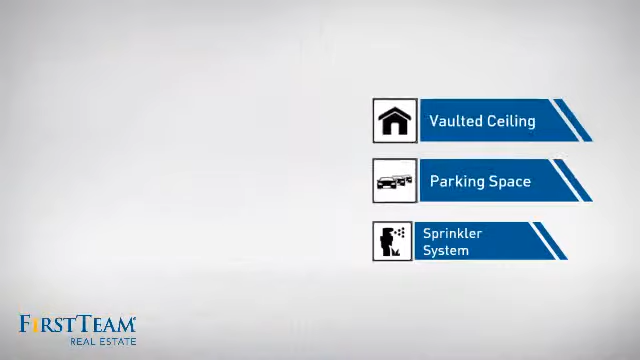 Vaulted Ceiling
Parking Space
Sprinkler
System
FIRSTTEAM®
REAL ESTATE